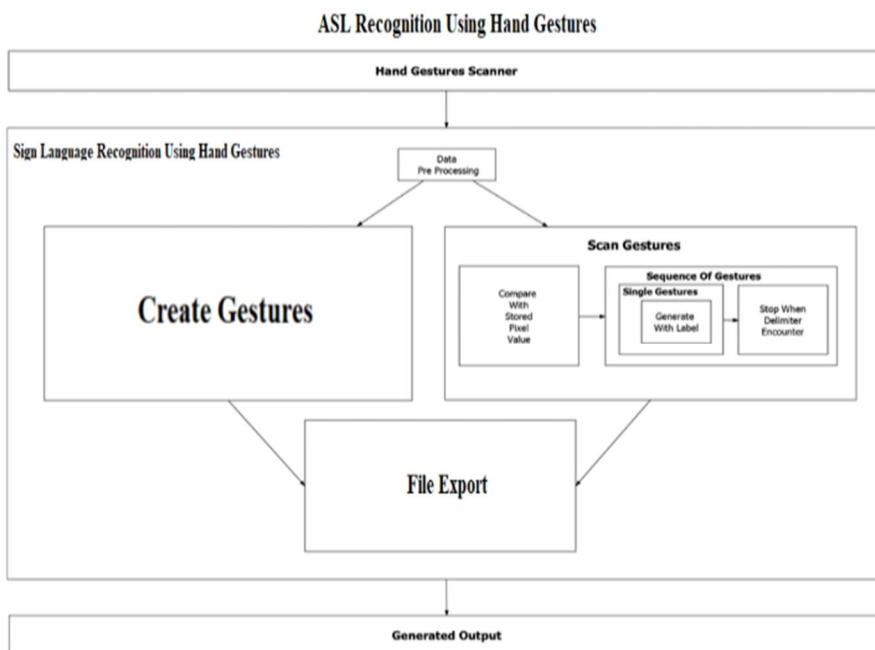 ASL Recognition Using Hand Gestures
Hand Gestures Scanner
Sign Language Recognition Using Hand Gestures
Data
Pre Processing
Create Gestures
Scan Gestures
Compare
With
Stored
Pixel
Value
Sequence Of Gestures
Single Gestures
Generate
With Label
Stop When
Delimiter
Encounter
File Export
Generated Output